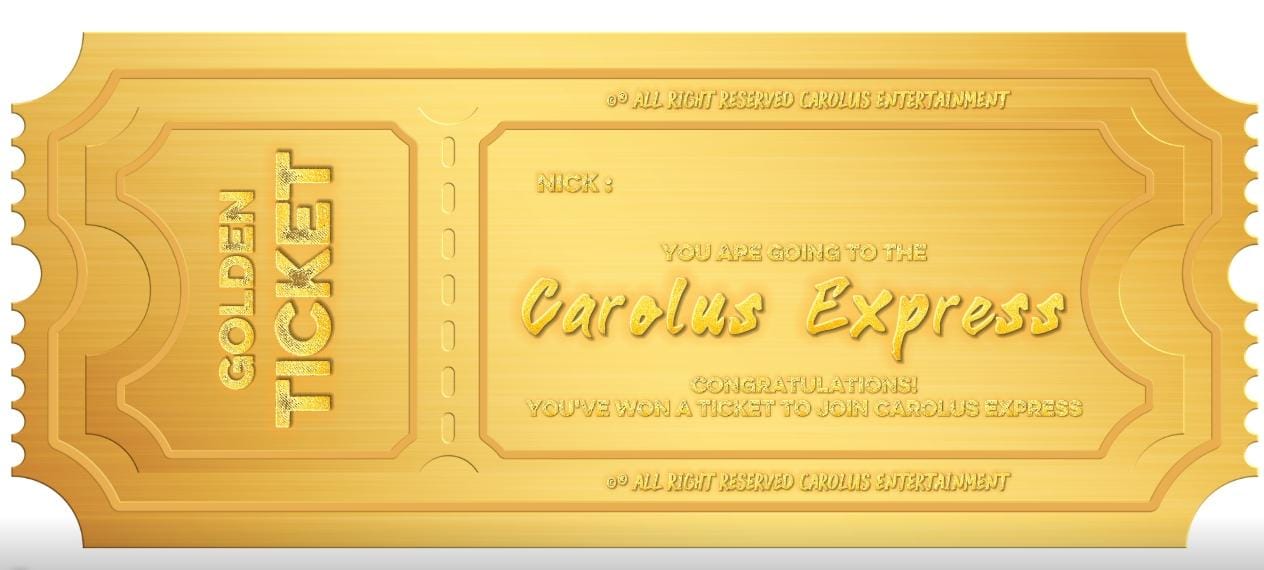 ©® ALL RIGHT RESERVED CAROLUS ENTERTAINMENT
GOLDEN
TICKET
NICK :
YOU ARE GOING TO THE
Carolus Express
CONGRATULATIONS!
YOU'VE WON A TICKET TO JOIN CAROLUS EXPRESS
©® ALL RIGHT RESERVED CAROLUS ENTERTAINMENT